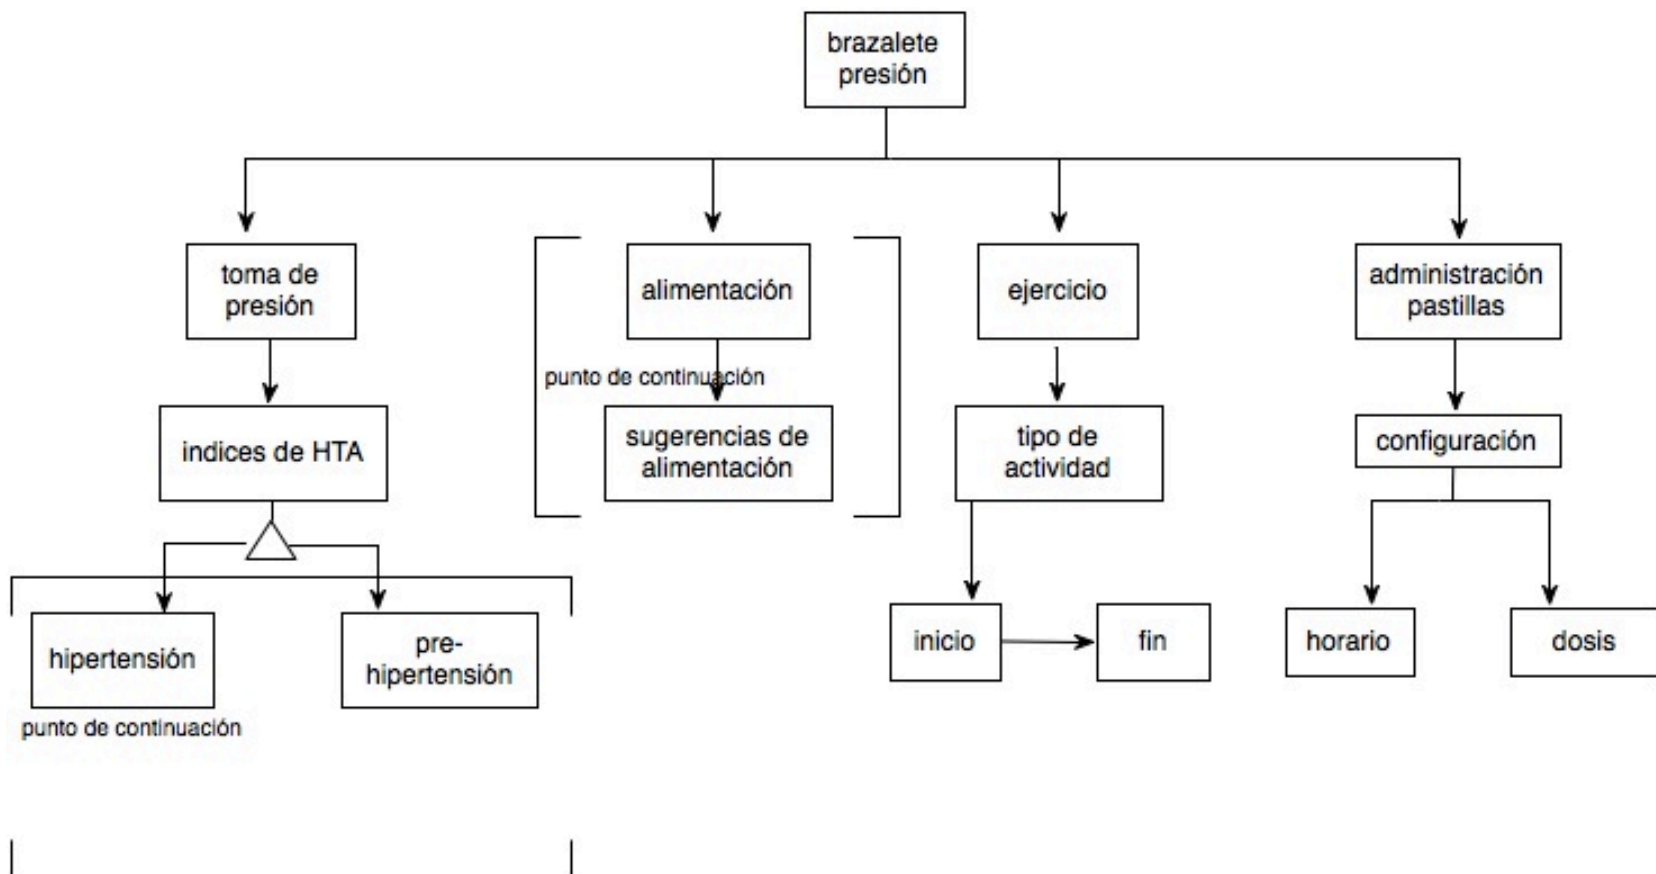 brazalete
presión
toma de
presión
alimentación
ejercicio
administración
pastillas
punto de continuación
indices de HTA
sugerencias de
alimentación
tipo de
actividad
configuración
hipertensión
pre-
hipertensión
inicio
fin
horario
dosis
punto de continuación